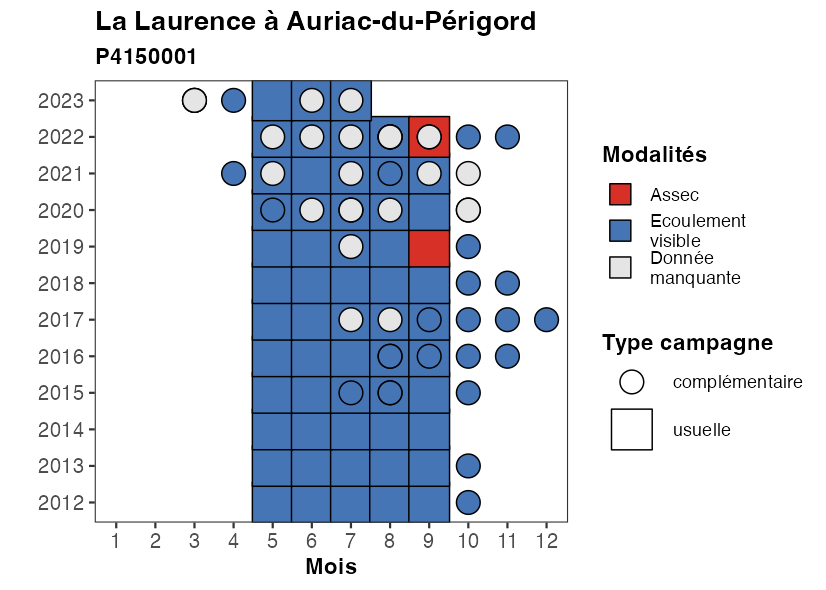 La Laurence à Auriac-du-Périgord
P4150001
2023
2022
2021
2020
2019
2018
2017
2016
2015
2014
2013
2012
1 2 3 4 5 6 7 8 9 10 11 12
Mois
Modalités
Assec
Ecoulement
visible
Donnée
manquante
Type campagne
complémentaire
usuelle